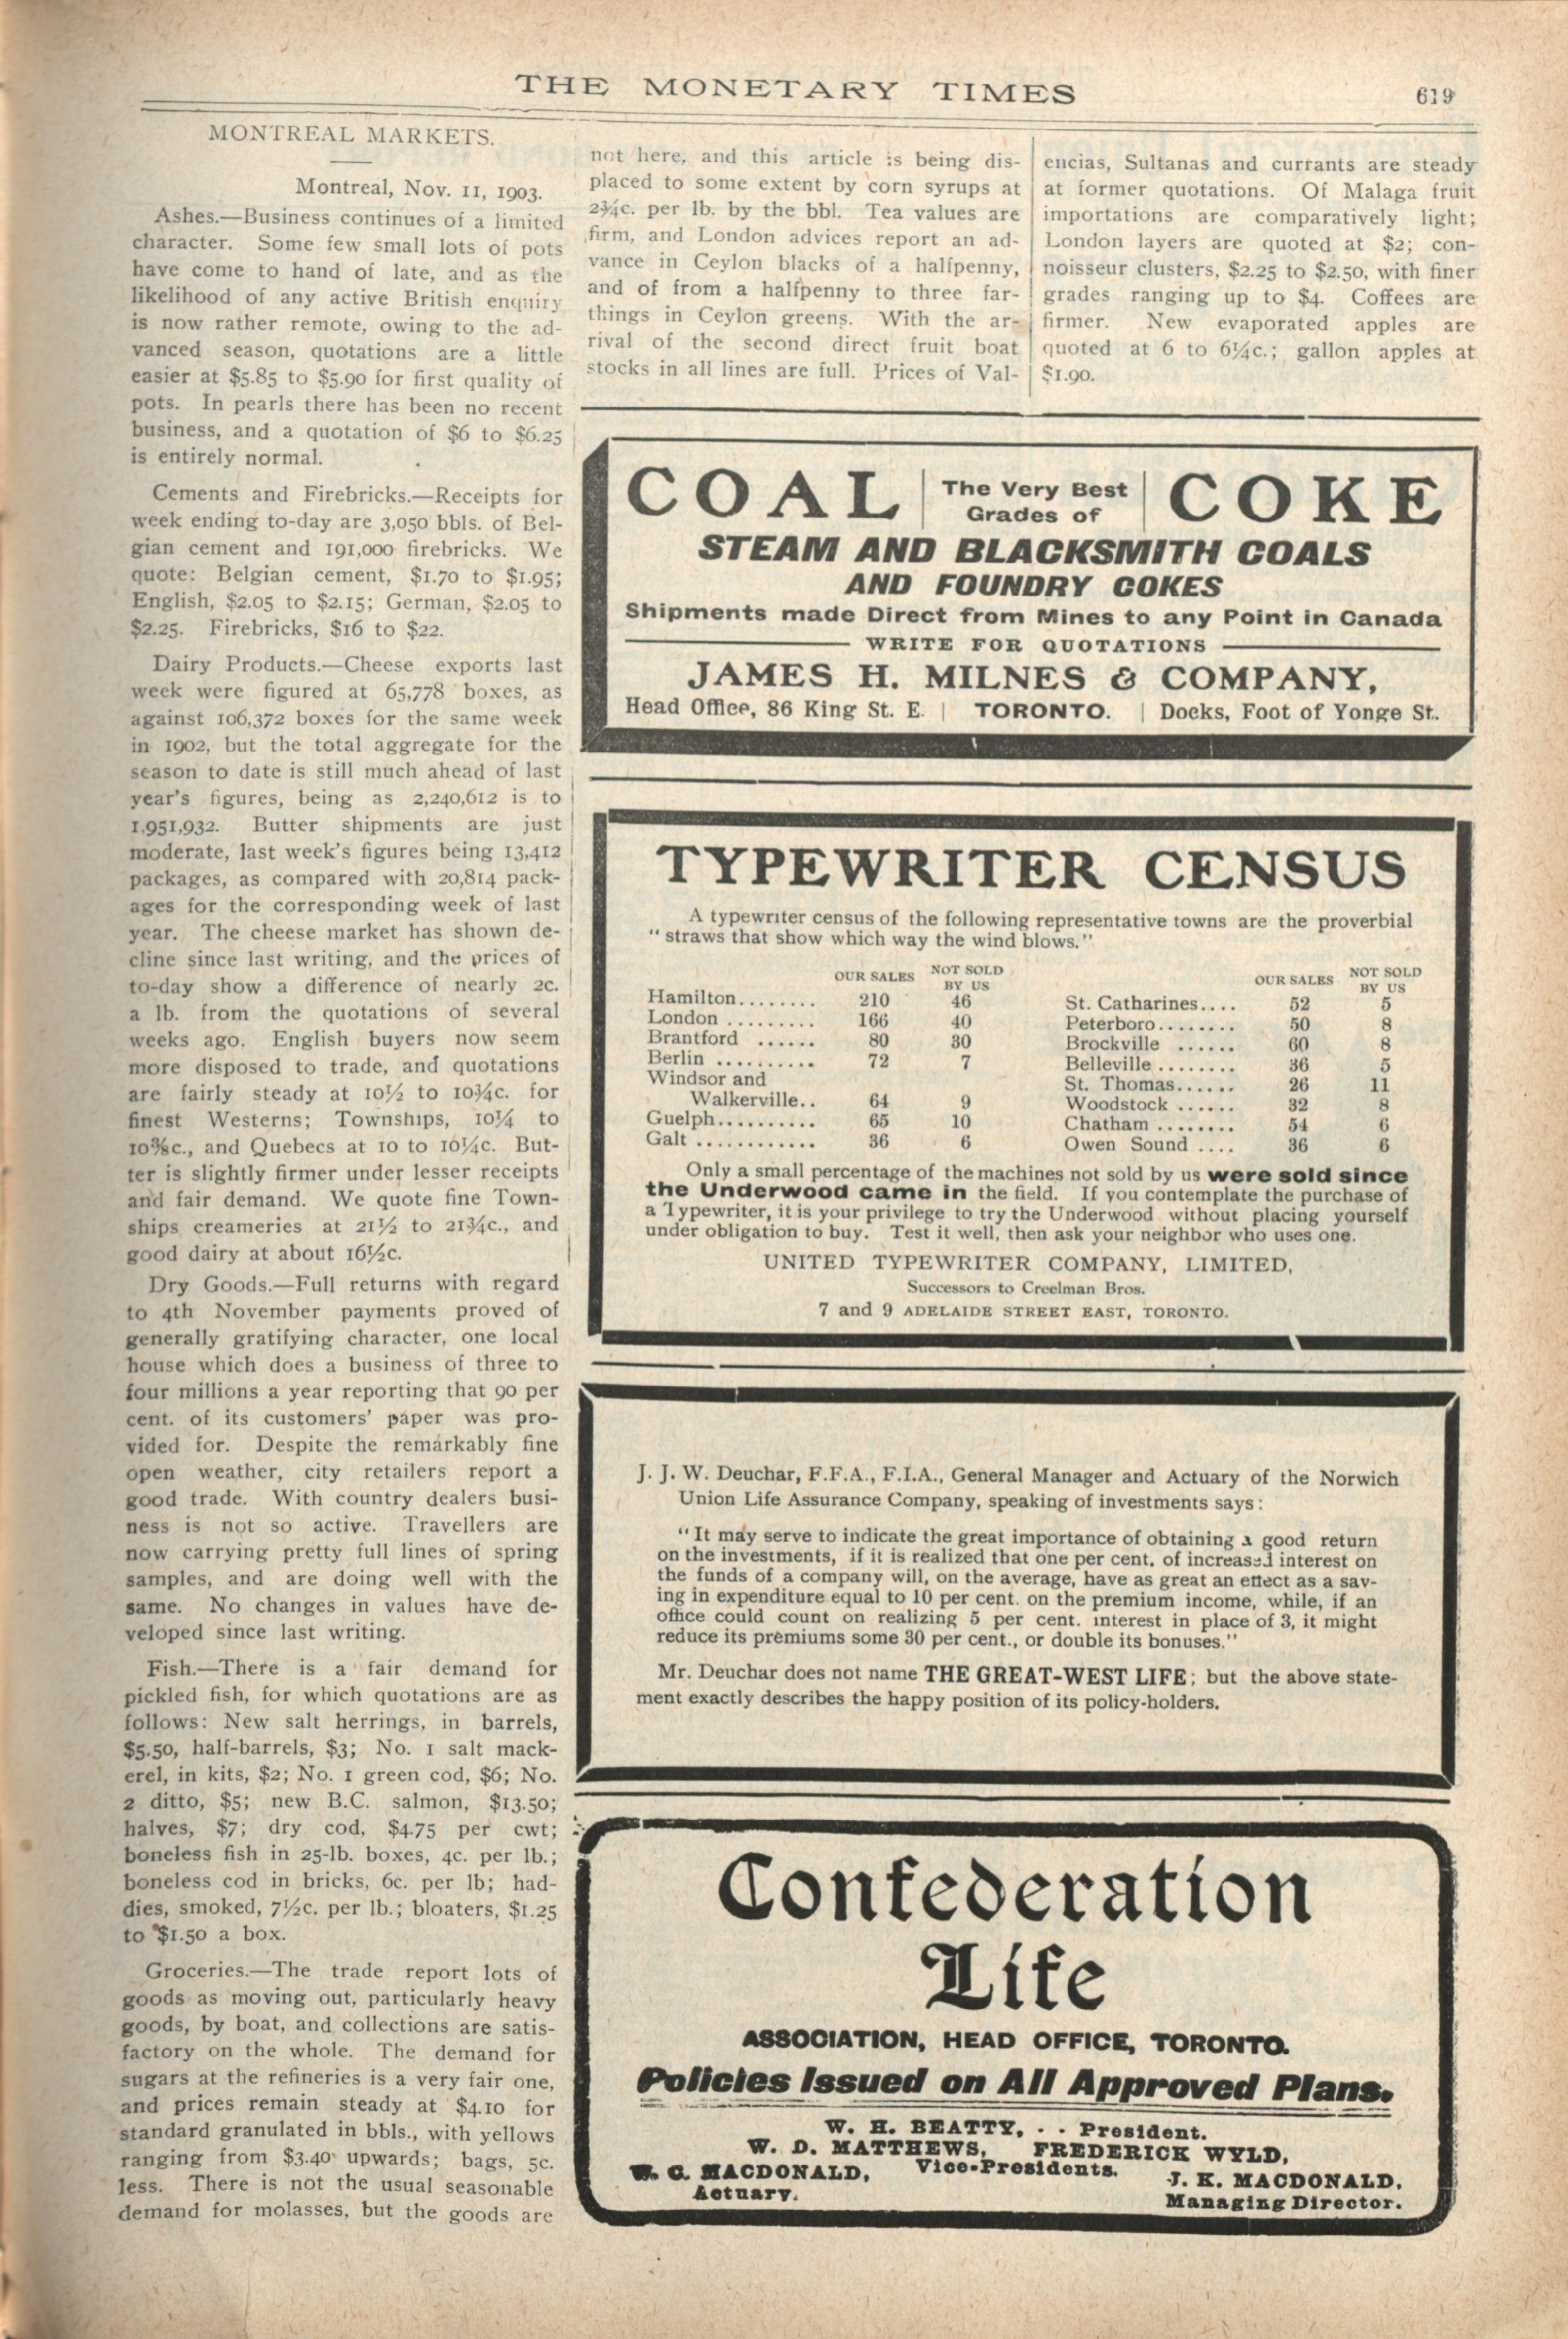 THE MONETARY TIMES
619
MONTREAL MARKETS.
Montreal, Nov. 11, 1903.
Ashes.—Business continues of a limited
character. Some few small lots of pots
have come to hand of late, and as the
likelihood of any active British enquiry
is now rather remote, owing to the ad-
vanced season, quotations are a little
easier at $5.85 to $5.90 for first quality of
pots. In pearls there has been no recent
business, and a quotation of $6 to $6.25
is entirely normal.
Cements and Firebricks.—Receipts for
week ending to-day are 3,050 bbls. of Bel-
gian cement and 191,000 firebricks. We
quote: Belgian cement, $1.70 to $1.95;
English, $2.05 to $2.15; German, $2.05 to
$2.25. Firebricks, $16 to $22.
Dairy Products.—Cheese exports last
week were figured at 65,778 boxes, as
against 106,372 boxes for the same week
in 1902, but the total aggregate for the
season to date is still much ahead of last
year's figures, being as 2,240,612 is to
1,951,932. Butter shipments are just
moderate, last week's figures being 13,412
packages, as compared with 20,814 pack-
ages for the corresponding week of last
year. The cheese market has shown de-
cline since last writing, and the prices of
to-day show a difference of nearly 2c.
a lb. from the quotations of several
weeks ago. English buyers now seem
more disposed to trade, and quotations
are fairly steady at 10½ to 10¾c. for
finest Westerns; Townships, 10¼ to
10⅜c., and Quebecs at 10 to 10¼c. But-
ter is slightly firmer under lesser receipts
and fair demand. We quote fine Town-
ships creameries at 21½ to 21¾c., and
good dairy at about 16½c.
Dry Goods.—Full returns with regard
to 4th November payments proved of
generally gratifying character, one local
house which does a business of three to
four millions a year reporting that 90 per
cent. of its customers' paper was pro-
vided for. Despite the remarkably fine
open weather, city retailers report a
good trade. With country dealers busi-
ness is not so active. Travellers are
now carrying pretty full lines of spring
samples, and are doing well with the
same. No changes in values have de-
veloped since last writing.
Fish.—There is a fair demand for
pickled fish, for which quotations are as
follows: New salt herrings, in barrels,
$5.50, half-barrels, $3; No. 1 salt mack-
erel, in kits, $2; No. 1 green cod, $6; No.
2 ditto, $5; new B.C. salmon, $13.50;
halves, $7; dry cod, $4.75 per cwt;
boneless fish in 25-lb. boxes, 4c. per lb.;
boneless cod in bricks, 6c. per lb; had-
dies, smoked, 7½c. per lb.; bloaters, $1.25
to $1.50 a box.
Groceries.—The trade report lots of
goods as moving out, particularly heavy
goods, by boat, and collections are satis-
factory on the whole. The demand for
sugars at the refineries is a very fair one,
and prices remain steady at $4.10 for
standard granulated in bbls., with yellows
ranging from $3.40 upwards; bags, 5c.
less. There is not the usual seasonable
demand for molasses, but the goods are
not here, and this article is being dis-
placed to some extent by corn syrups at
2¾c. per lb. by the bbl. Tea values are
firm, and London advices report an ad-
vance in Ceylon blacks of a halfpenny,
and of from a halfpenny to three far-
things in Ceylon greens. With the ar-
rival of the second direct fruit boat
stocks in all lines are full. Prices of Val-
encias, Sultanas and currants are steady
at former quotations. Of Malaga fruit
importations are comparatively light;
London layers are quoted at $2; con-
noisseur clusters, $2.25 to $2.50, with finer
grades ranging up to $4. Coffees are
firmer. New evaporated apples are
quoted at 6 to 6¼c.; gallon apples at
$1.90.
COAL The Very Best Grades of COKE
STEAM AND BLACKSMITH COALS
AND FOUNDRY COKES
Shipments made Direct from Mines to any Point in Canada
WRITE FOR QUOTATIONS
JAMES H. MILNES & COMPANY,
Head Office, 86 King St. E. | TORONTO. | Docks, Foot of Yonge St.
TYPEWRITER CENSUS
A typewriter census of the following representative towns are the proverbial
"straws that show which way the wind blows."
OUR SALES NOT SOLD BY US
Hamilton........ 210 46
London ......... 166 40
Brantford ...... 80 30
Berlin .......... 72 7
Windsor and
Walkerville.. 64 9
Guelph.......... 65 10
Galt ............ 36 6
OUR SALES NOT SOLD BY US
St. Catharines.... 52 5
Peterboro........ 50 8
Brockville ...... 60 8
Belleville ........ 36 5
St. Thomas...... 26 11
Woodstock ...... 32 8
Chatham ........ 54 6
Owen Sound .... 36 6
Only a small percentage of the machines not sold by us were sold since
the Underwood came in the field. If you contemplate the purchase of
a Typewriter, it is your privilege to try the Underwood without placing yourself
under obligation to buy. Test it well, then ask your neighbor who uses one.
UNITED TYPEWRITER COMPANY, LIMITED,
Successors to Creelman Bros.
7 and 9 ADELAIDE STREET EAST, TORONTO.
J. J. W. Deuchar, F.F.A., F.I.A., General Manager and Actuary of the Norwich
Union Life Assurance Company, speaking of investments says:
"It may serve to indicate the great importance of obtaining a good return
on the investments, if it is realized that one per cent. of increased interest on
the funds of a company will, on the average, have as great an effect as a sav-
ing in expenditure equal to 10 per cent. on the premium income, while, if an
office could count on realizing 5 per cent. interest in place of 3, it might
reduce its premiums some 30 per cent., or double its bonuses."
Mr. Deuchar does not name THE GREAT-WEST LIFE; but the above state-
ment exactly describes the happy position of its policy-holders.
Confederation
Life
ASSOCIATION, HEAD OFFICE, TORONTO.
Policies Issued on All Approved Plans.
W. H. BEATTY, - - President.
W. D. MATTHEWS, FREDERICK WYLD,
Vice-Presidents.
W. C. MACDONALD, J. K. MACDONALD,
Actuary. Managing Director.